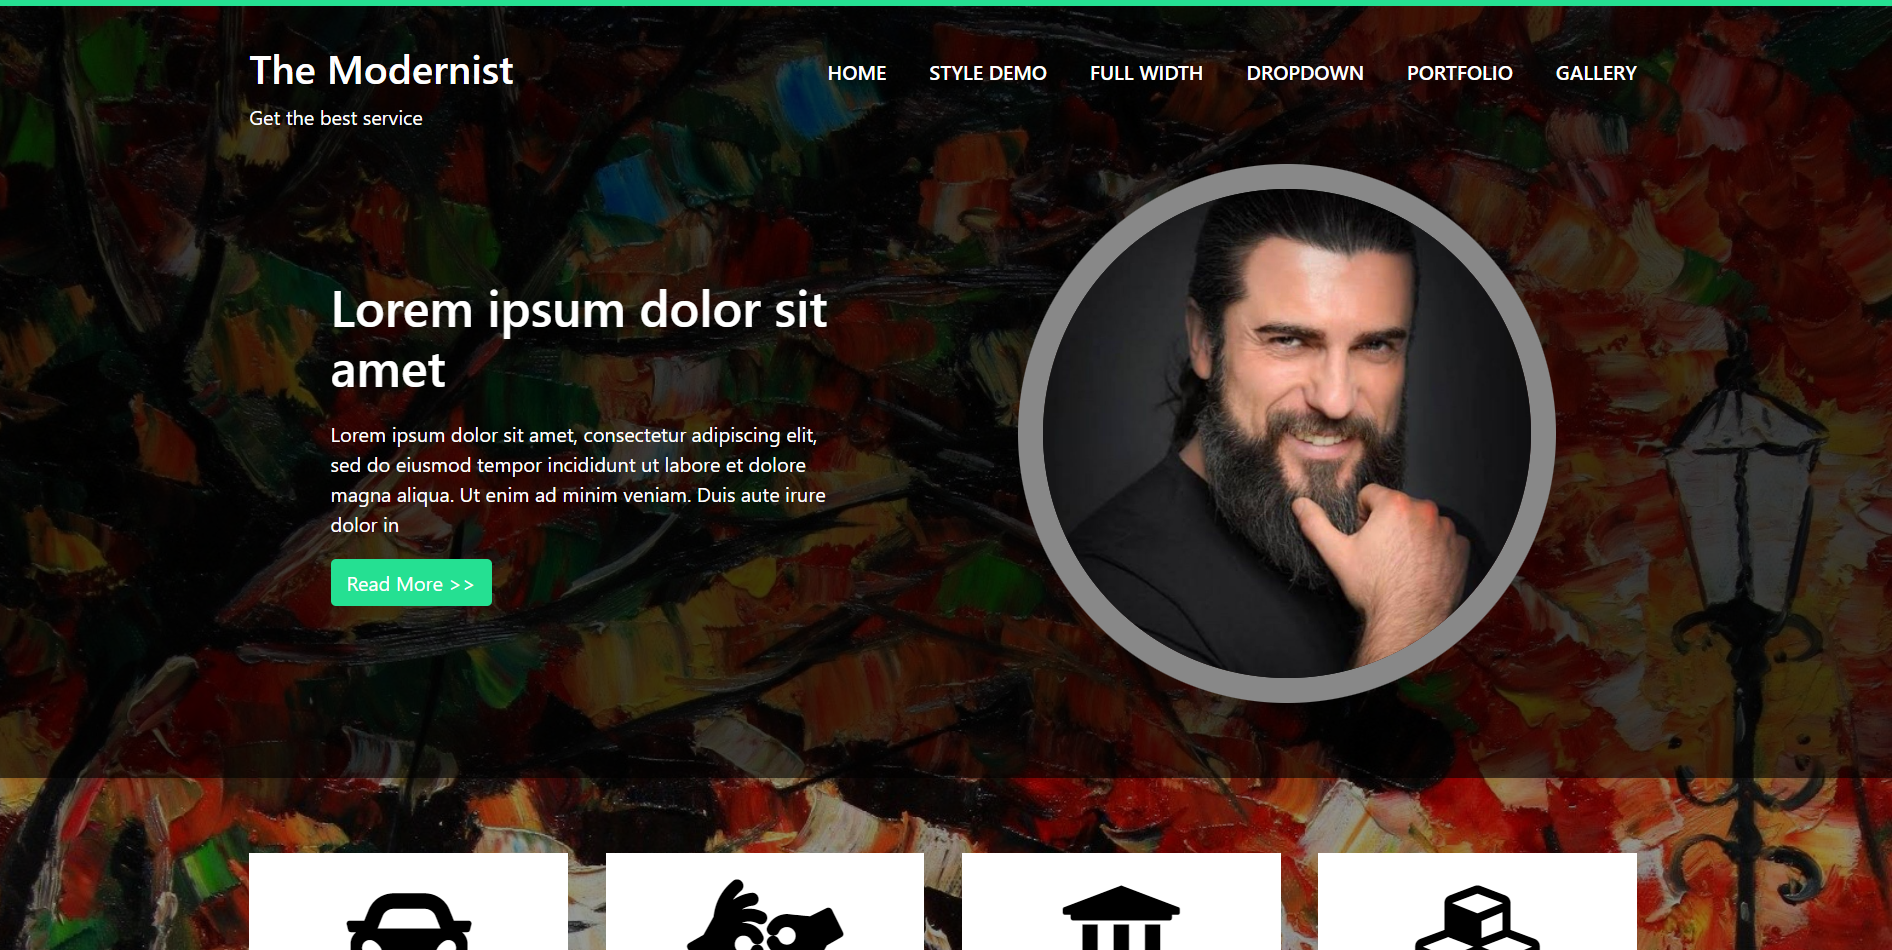 The Modernist
Get the best service
HOME STYLE DEMO FULL WIDTH DROPDOWN PORTFOLIO GALLERY
Lorem ipsum dolor sit
amet
Lorem ipsum dolor sit amet, consectetur adipiscing elit,
sed do eiusmod tempor incididunt ut labore et dolore
magna aliqua. Ut enim ad minim veniam. Duis aute irure
dolor in
Read More >>